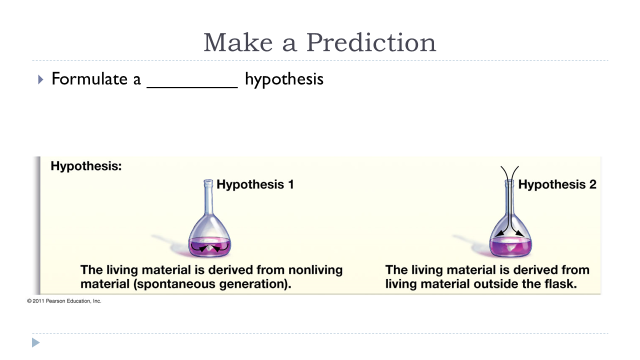 Make a Prediction
Formulate a __________ hypothesis
Hypothesis:
Hypothesis 1
Hypothesis 2
The living material is derived from nonliving
material (spontaneous generation).
The living material is derived from
living material outside the flask.
© 2011 Pearson Education, Inc.